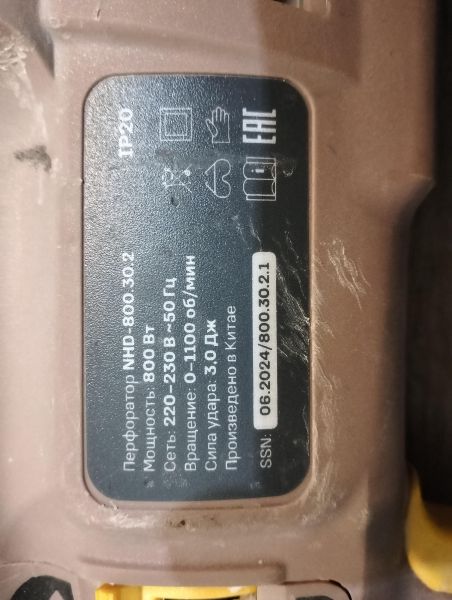 Перфоратор NHD-800.30.2
Мощность: 800 Вт
Сеть: 220–230 В ~50 Гц
Вращение: 0–1100 об/мин
Сила удара: 3,0 Дж
Произведено в Китае
SSN: 06.2024/800.30.2.1
IP20
EAC